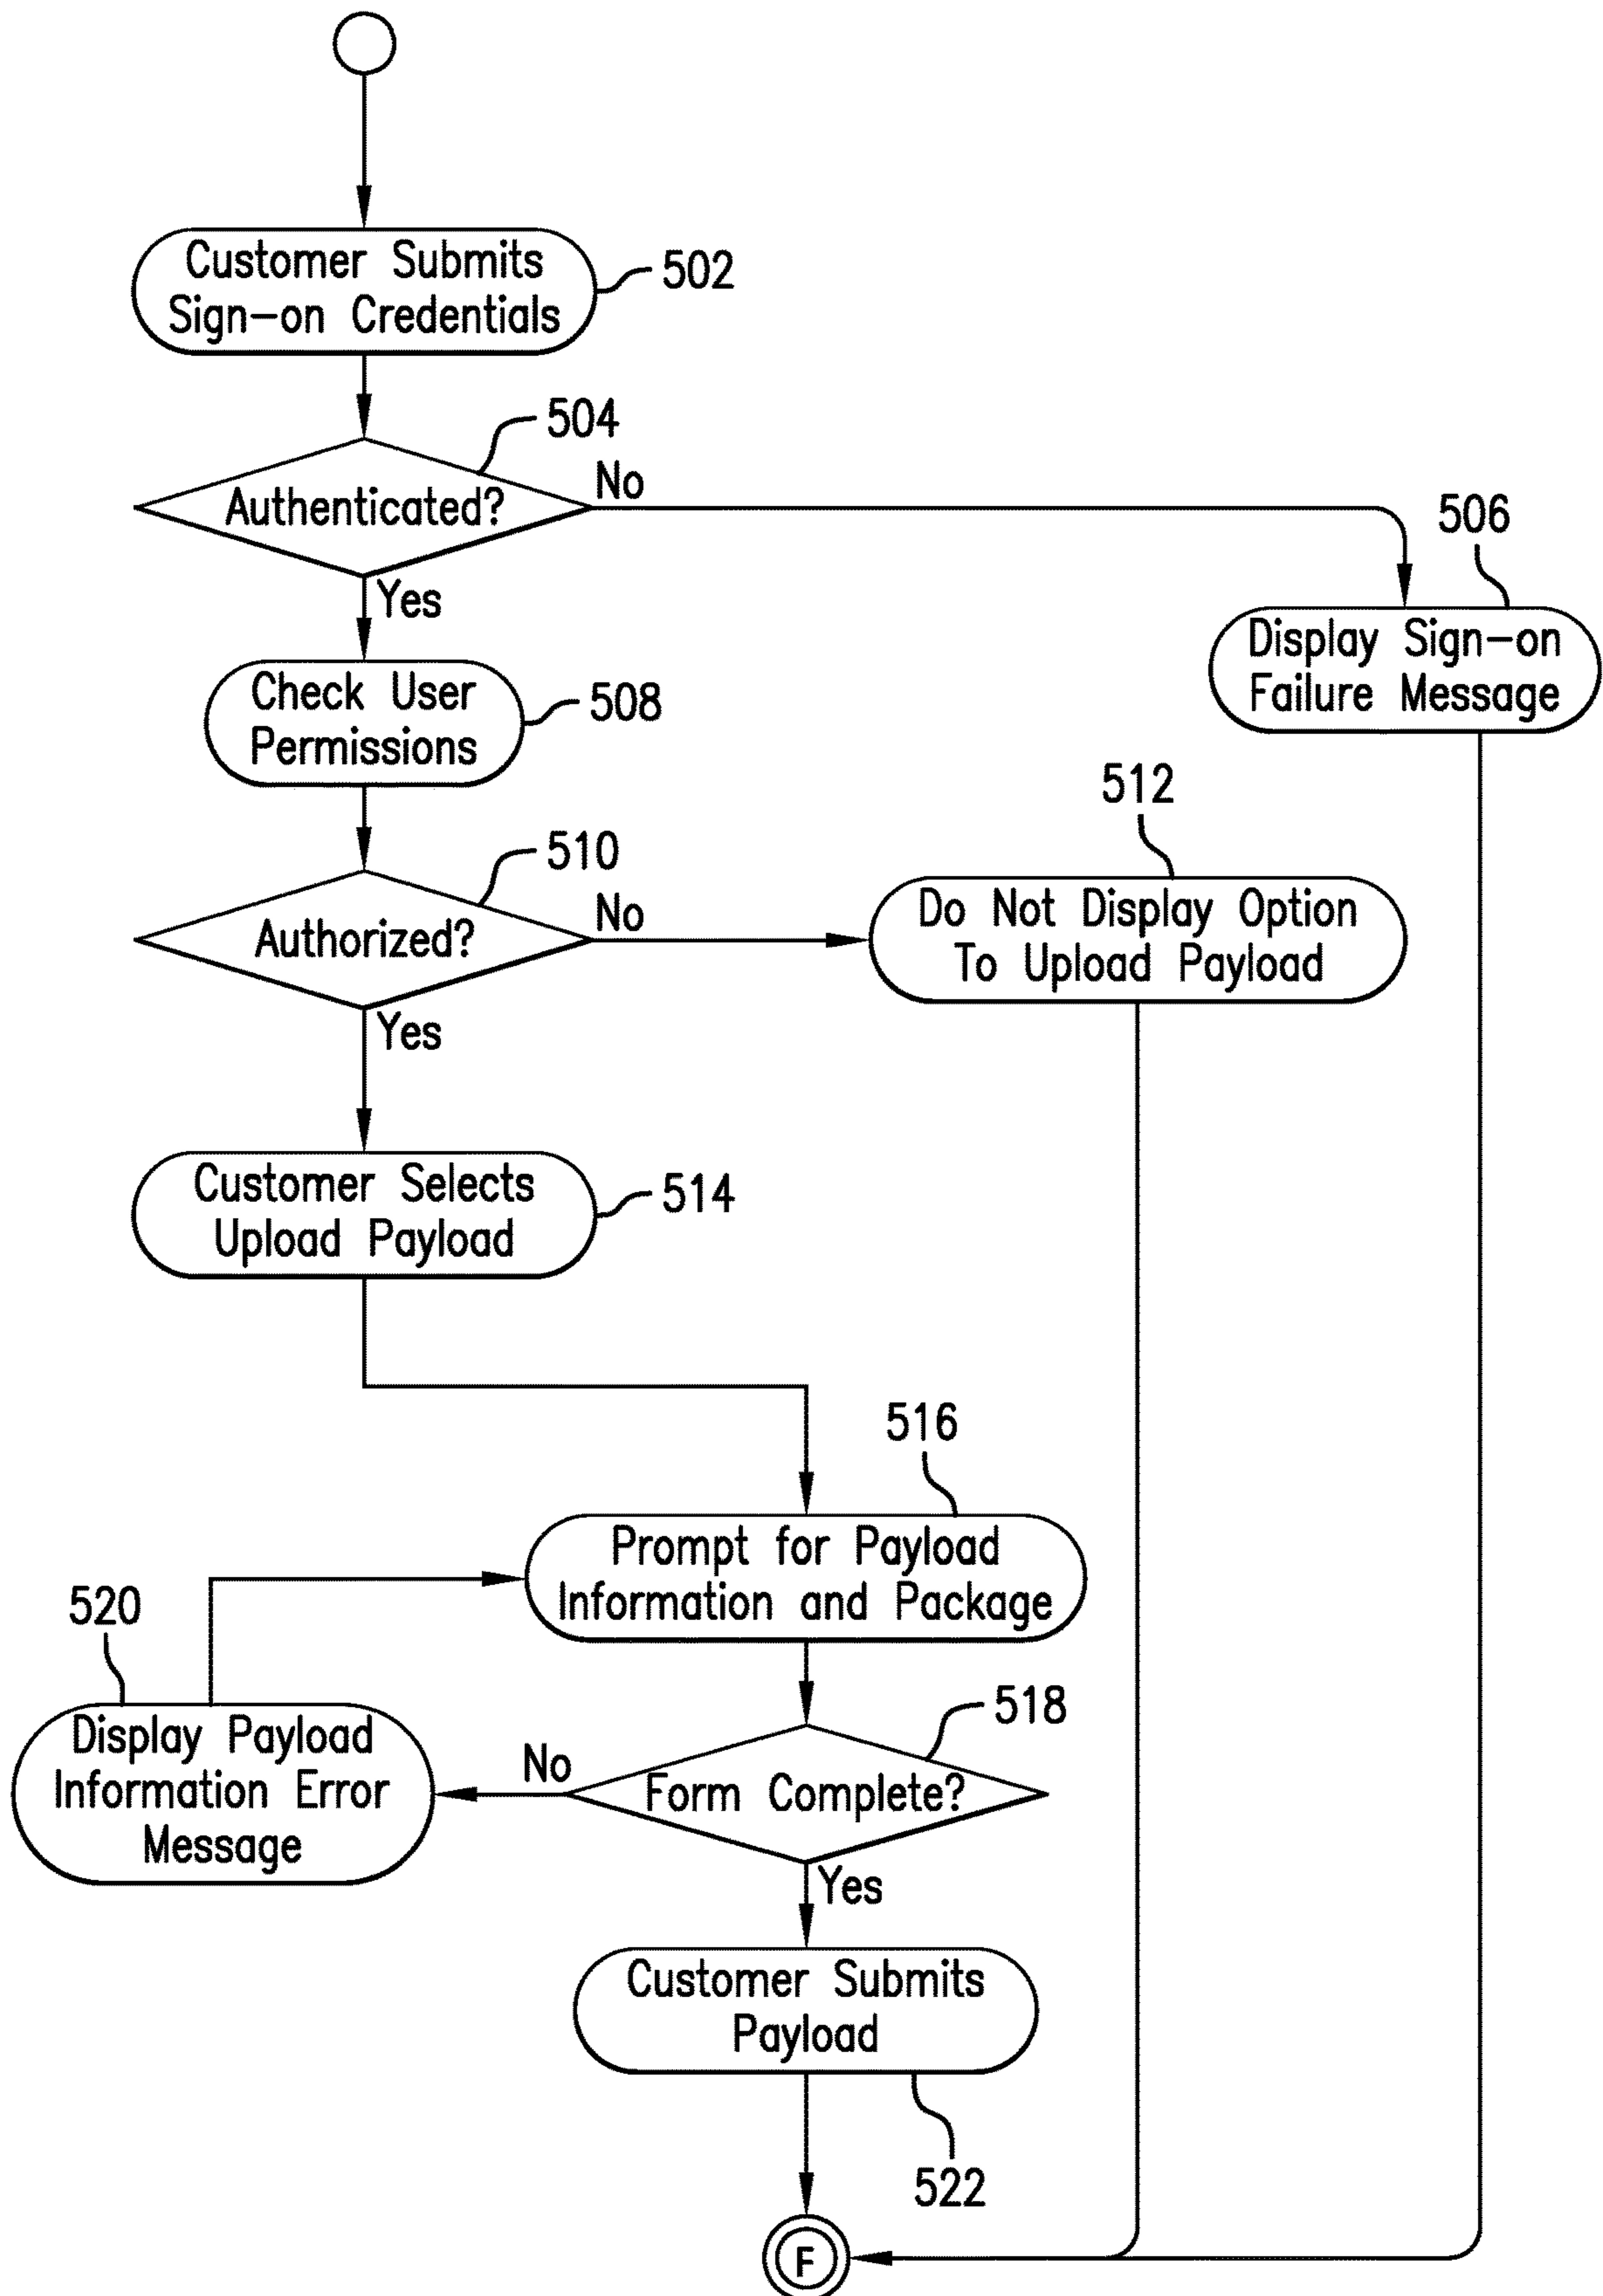 Customer Submits
Sign-on Credentials
502
504
Authenticated?
No
506
Yes
Display Sign-on
Failure Message
Check User
Permissions
508
512
510
Authorized?
No
Do Not Display Option
To Upload Payload
Yes
Customer Selects
Upload Payload
514
516
Prompt for Payload
Information and Package
520
518
Display Payload
Information Error
Message
No
Form Complete?
Yes
Customer Submits
Payload
522
F